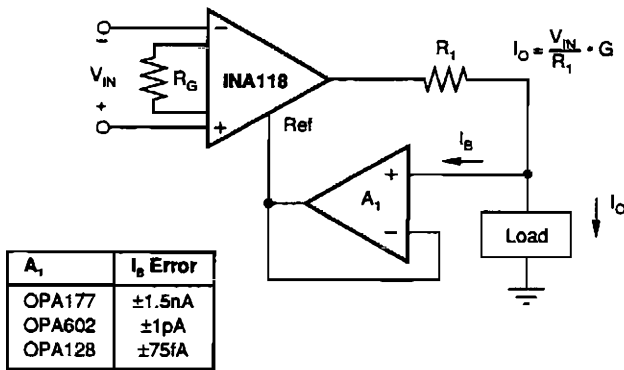 −
V_IN
R_G
+
INA118
Ref
R_1
I_O = V_IN / R_1 • G
I_B
+
A_1
−
I_O
Load
A_1 I_B Error
OPA177 ±1.5nA
OPA602 ±1pA
OPA128 ±75fA